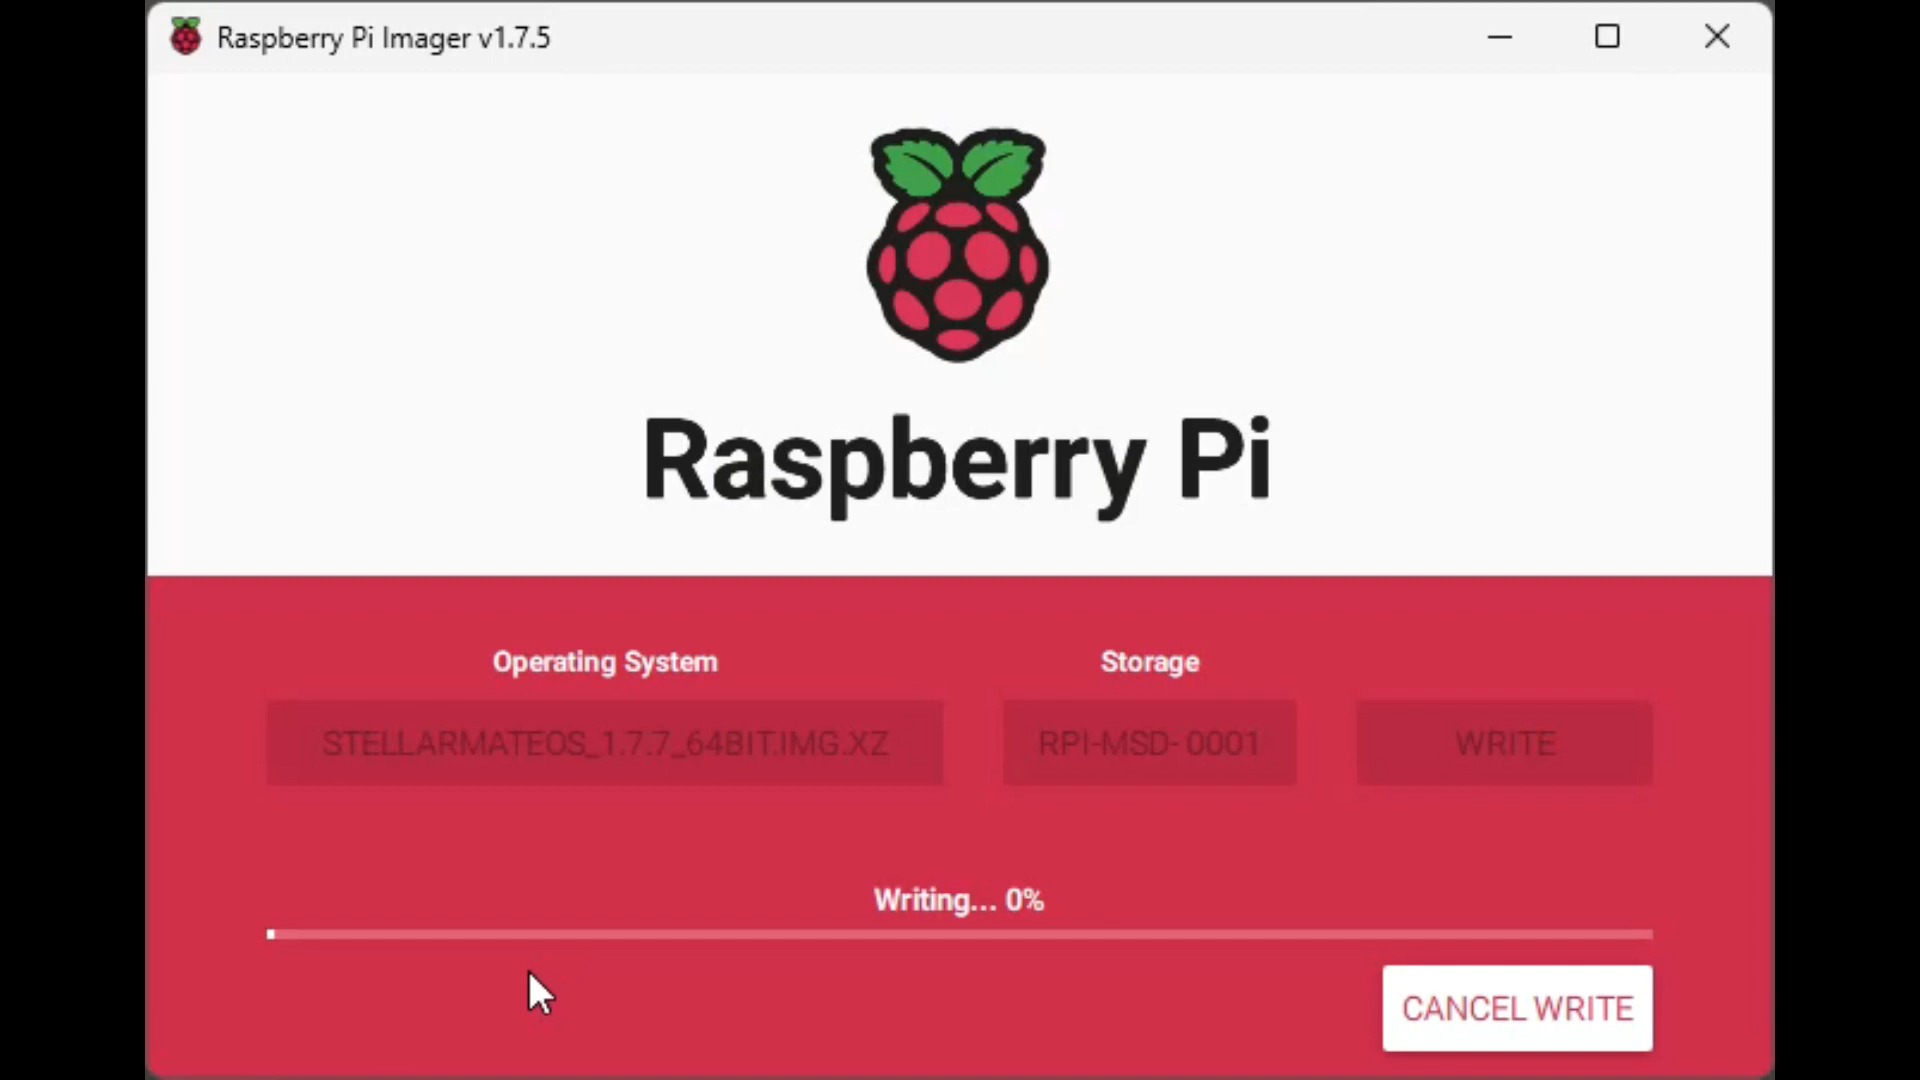 Raspberry Pi Imager v1.7.5
Raspberry Pi
Operating System
Storage
STELLARMATEOS_1.7.7_64BIT.IMG.XZ
RPI-MSD- 0001
WRITE
Writing... 0%
CANCEL WRITE